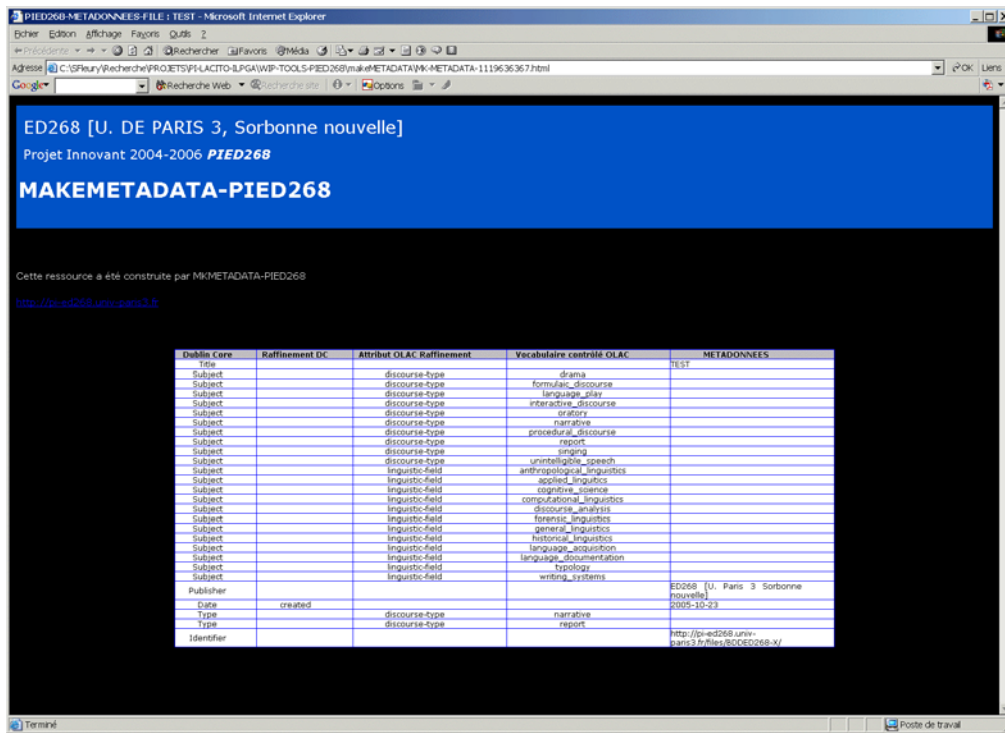 PIED268-METADONNEES-FILE : TEST - Microsoft Internet Explorer
Fichier Edition Affichage Favoris Outils ?
Précédente Rechercher Favoris Média
Adresse C:\SFleury\Recherche\PROJETS\PI-LACITO-ILPGA\WIP-TOOLS-PIED268\makeMETADATA\MK-METADATA-1119636367.html OK Liens
Google Recherche Web Recherche site Options
ED268 [U. DE PARIS 3, Sorbonne nouvelle]
Projet Innovant 2004-2006 PIED268
MAKEMETADATA-PIED268
Cette ressource a été construite par MKMETADATA-PIED268
http://pi-ed268.univ-paris3.fr
Dublin Core Raffinement DC Attribut OLAC Raffinement Vocabulaire contrôlé OLAC METADONNEES
Title TEST
Subject discourse-type drama
Subject discourse-type formulaic_discourse
Subject discourse-type language_play
Subject discourse-type interactive_discourse
Subject discourse-type oratory
Subject discourse-type narrative
Subject discourse-type procedural_discourse
Subject discourse-type report
Subject discourse-type singing
Subject discourse-type unintelligible_speech
Subject linguistic-field anthropological_linguistics
Subject linguistic-field applied_linguitics
Subject linguistic-field cognitive_science
Subject linguistic-field computational_linguistics
Subject linguistic-field discourse_analysis
Subject linguistic-field forensic_linguistics
Subject linguistic-field general_linguistics
Subject linguistic-field historical_linguistics
Subject linguistic-field language_acquisition
Subject linguistic-field language_documentation
Subject linguistic-field typology
Subject linguistic-field writing_systems
Publisher ED268 [U. Paris 3 Sorbonne
nouvelle]
Date created 2005-10-23
Type discourse-type narrative
Type discourse-type report
Identifier http://pi-ed268.univ-
paris3.fr/files/BDDED268-X/
Terminé Poste de travail